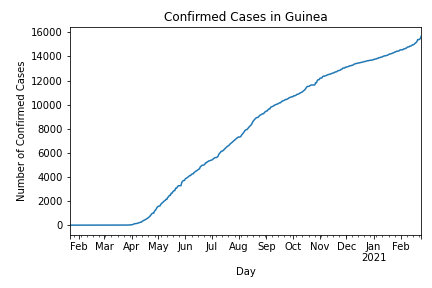 Confirmed Cases in Guinea
Number of Confirmed Cases
16000
14000
12000
10000
8000
6000
4000
2000
0
Feb Mar Apr May Jun Jul Aug Sep Oct Nov Dec Jan Feb
2021
Day